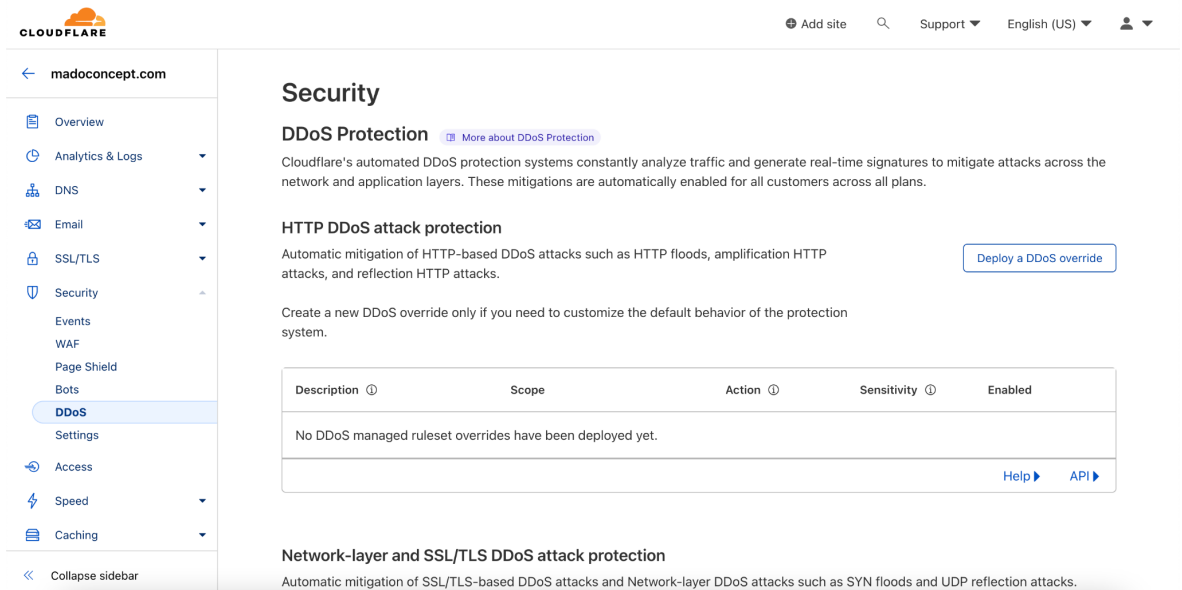 CLOUDFLARE
Add site
Support
English (US)
madoconcept.com
Overview
Analytics & Logs
DNS
Email
SSL/TLS
Security
Events
WAF
Page Shield
Bots
DDoS
Settings
Access
Speed
Caching
Collapse sidebar
Security
DDoS Protection
More about DDoS Protection
Cloudflare's automated DDoS protection systems constantly analyze traffic and generate real-time signatures to mitigate attacks across the
network and application layers. These mitigations are automatically enabled for all customers across all plans.
HTTP DDoS attack protection
Automatic mitigation of HTTP-based DDoS attacks such as HTTP floods, amplification HTTP
attacks, and reflection HTTP attacks.
Deploy a DDoS override
Create a new DDoS override only if you need to customize the default behavior of the protection
system.
Description Scope Action Sensitivity Enabled
No DDoS managed ruleset overrides have been deployed yet.
Help API
Network-layer and SSL/TLS DDoS attack protection
Automatic mitigation of SSL/TLS-based DDoS attacks and Network-layer DDoS attacks such as SYN floods and UDP reflection attacks.